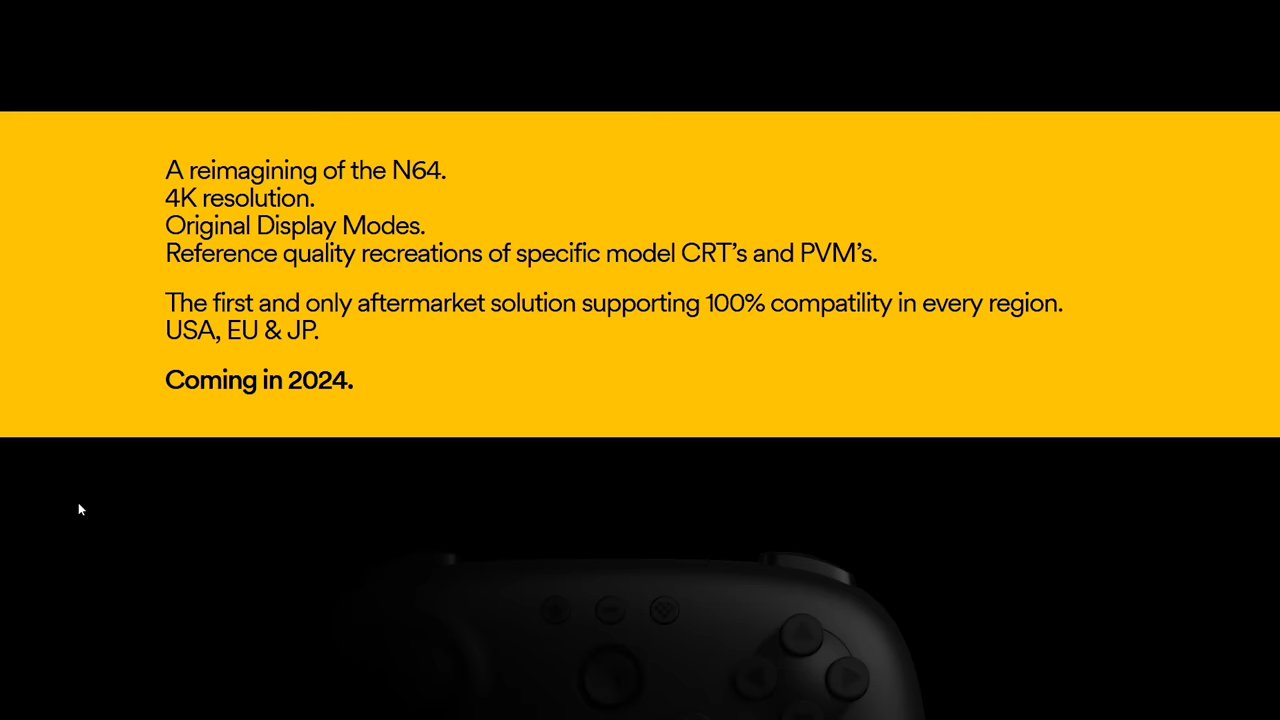 A reimagining of the N64.
4K resolution.
Original Display Modes.
Reference quality recreations of specific model CRT’s and PVM’s.
The first and only aftermarket solution supporting 100% compatility in every region.
USA, EU & JP.
Coming in 2024.